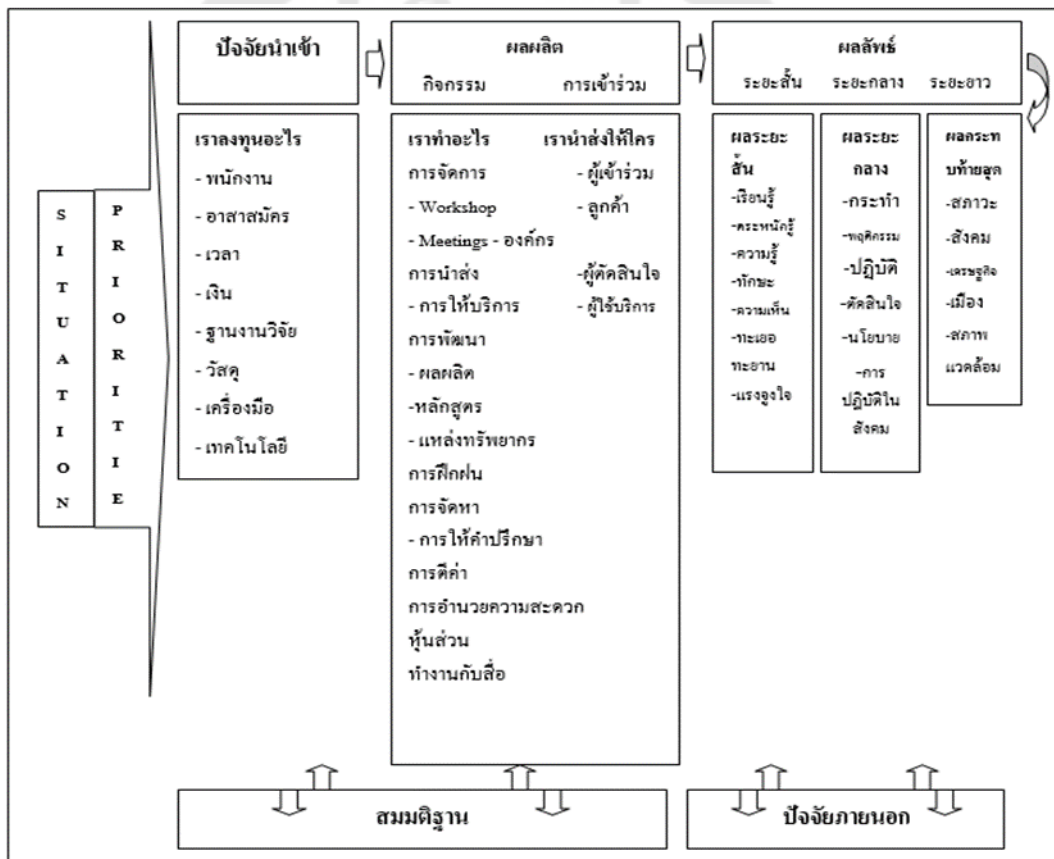 S
I
T
U
A
T
I
O
N
P
R
I
O
R
I
T
I
E
ปัจจัยนำเข้า
เราลงทุนอะไร
- พนักงาน
- อาสาสมัคร
- เวลา
- เงิน
- ฐานงานวิจัย
- วัสดุ
- เครื่องมือ
- เทคโนโลยี
ผลผลิต
กิจกรรม การเข้าร่วม
เราทำอะไร เรานำส่งให้ใคร
การจัดการ - ผู้เข้าร่วม
- Workshop - ลูกค้า
- Meetings - องค์กร
การนำส่ง -ผู้ตัดสินใจ
- การให้บริการ - ผู้ใช้บริการ
การพัฒนา
- ผลผลิต
-หลักสูตร
- แหล่งทรัพยากร
การฝึกฝน
การจัดหา
- การให้คำปรึกษา
การตีค่า
การอำนวยความสะดวก
หุ้นส่วน
ทำงานกับสื่อ
ผลลัพธ์
ระยะสั้น ระยะกลาง ระยะยาว
ผลระยะ
สั้น
-เรียนรู้
-ตระหนักรู้
-ความรู้
-ทักษะ
-ความเห็น
-ทะเยอ
ทะยาน
-แรงจูงใจ
ผลระยะ
กลาง
-กระทำ
-พฤติกรรม
-ปฏิบัติ
-ตัดสินใจ
-นโยบาย
-การ
ปฏิบัติใน
สังคม
ผลกระท
บท้ายสุด
-สภาวะ
-สังคม
-เศรษฐกิจ
-เมือง
-สภาพ
แวดล้อม
สมมติฐาน
ปัจจัยภายนอก